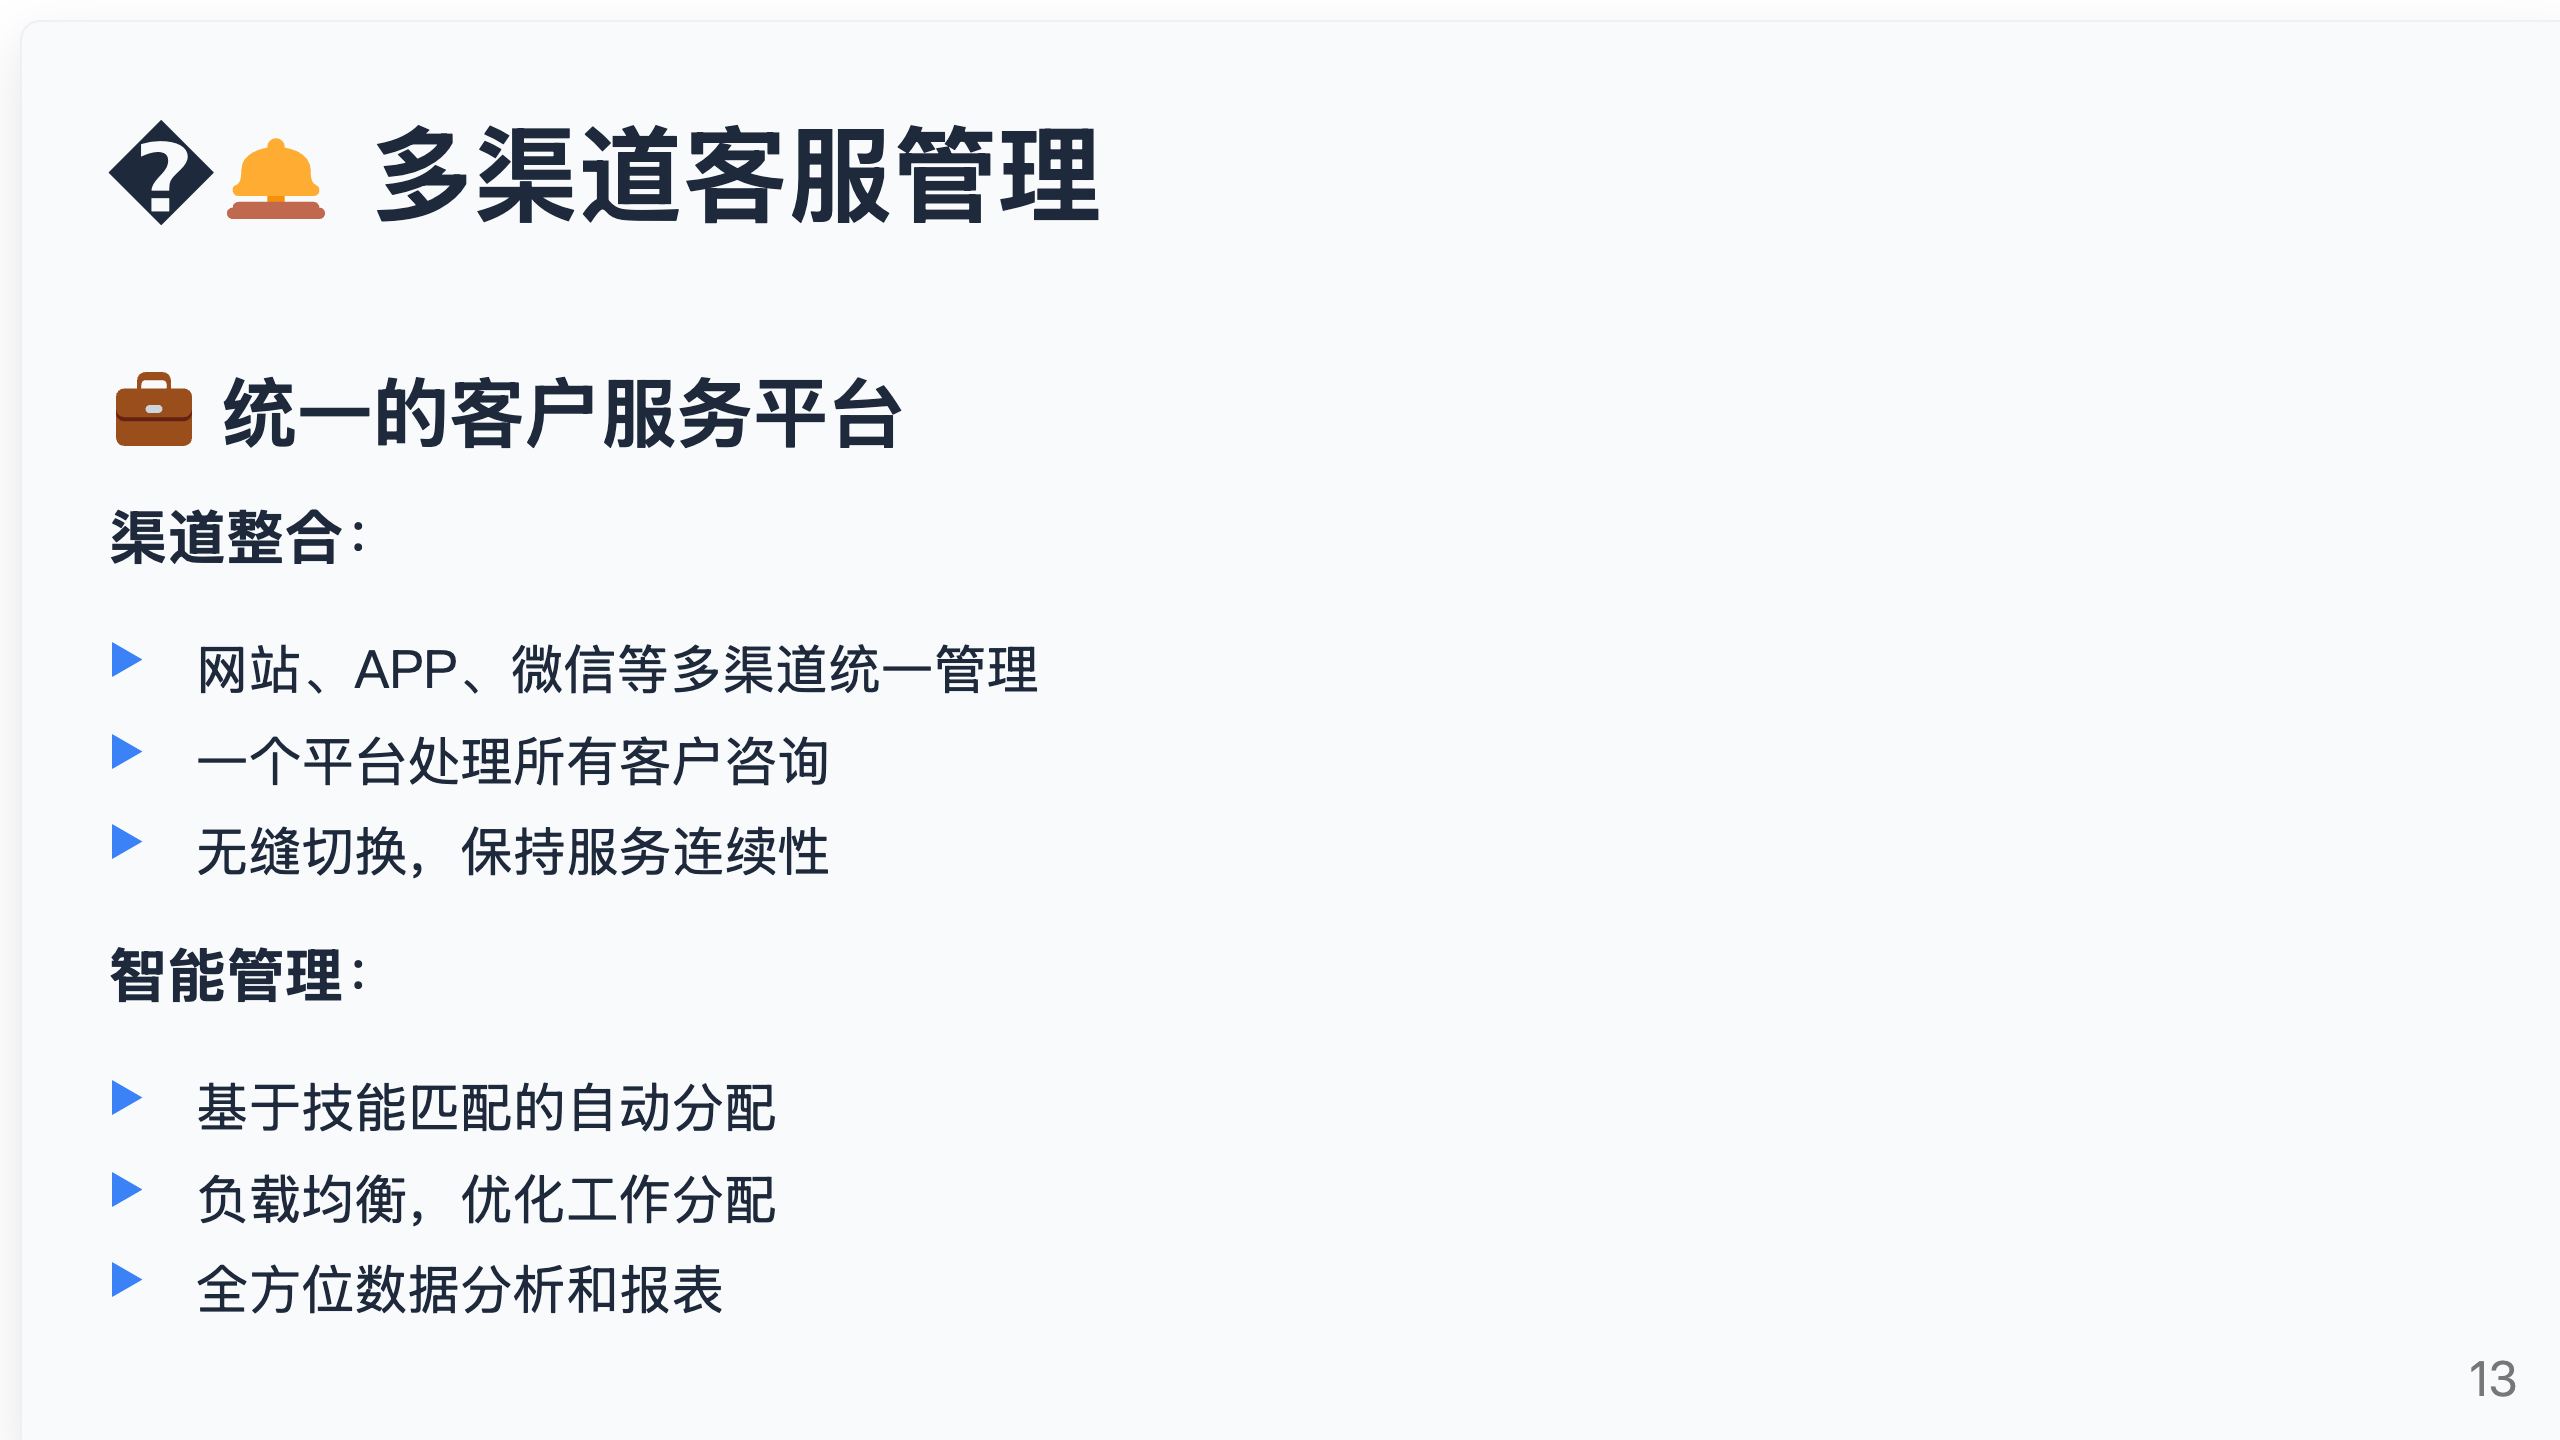 �🛎️ 多渠道客服管理
💼 统一的客户服务平台
渠道整合：
▶ 网站、APP、微信等多渠道统一管理
▶ 一个平台处理所有客户咨询
▶ 无缝切换，保持服务连续性
智能管理：
▶ 基于技能匹配的自动分配
▶ 负载均衡，优化工作分配
▶ 全方位数据分析和报表
13